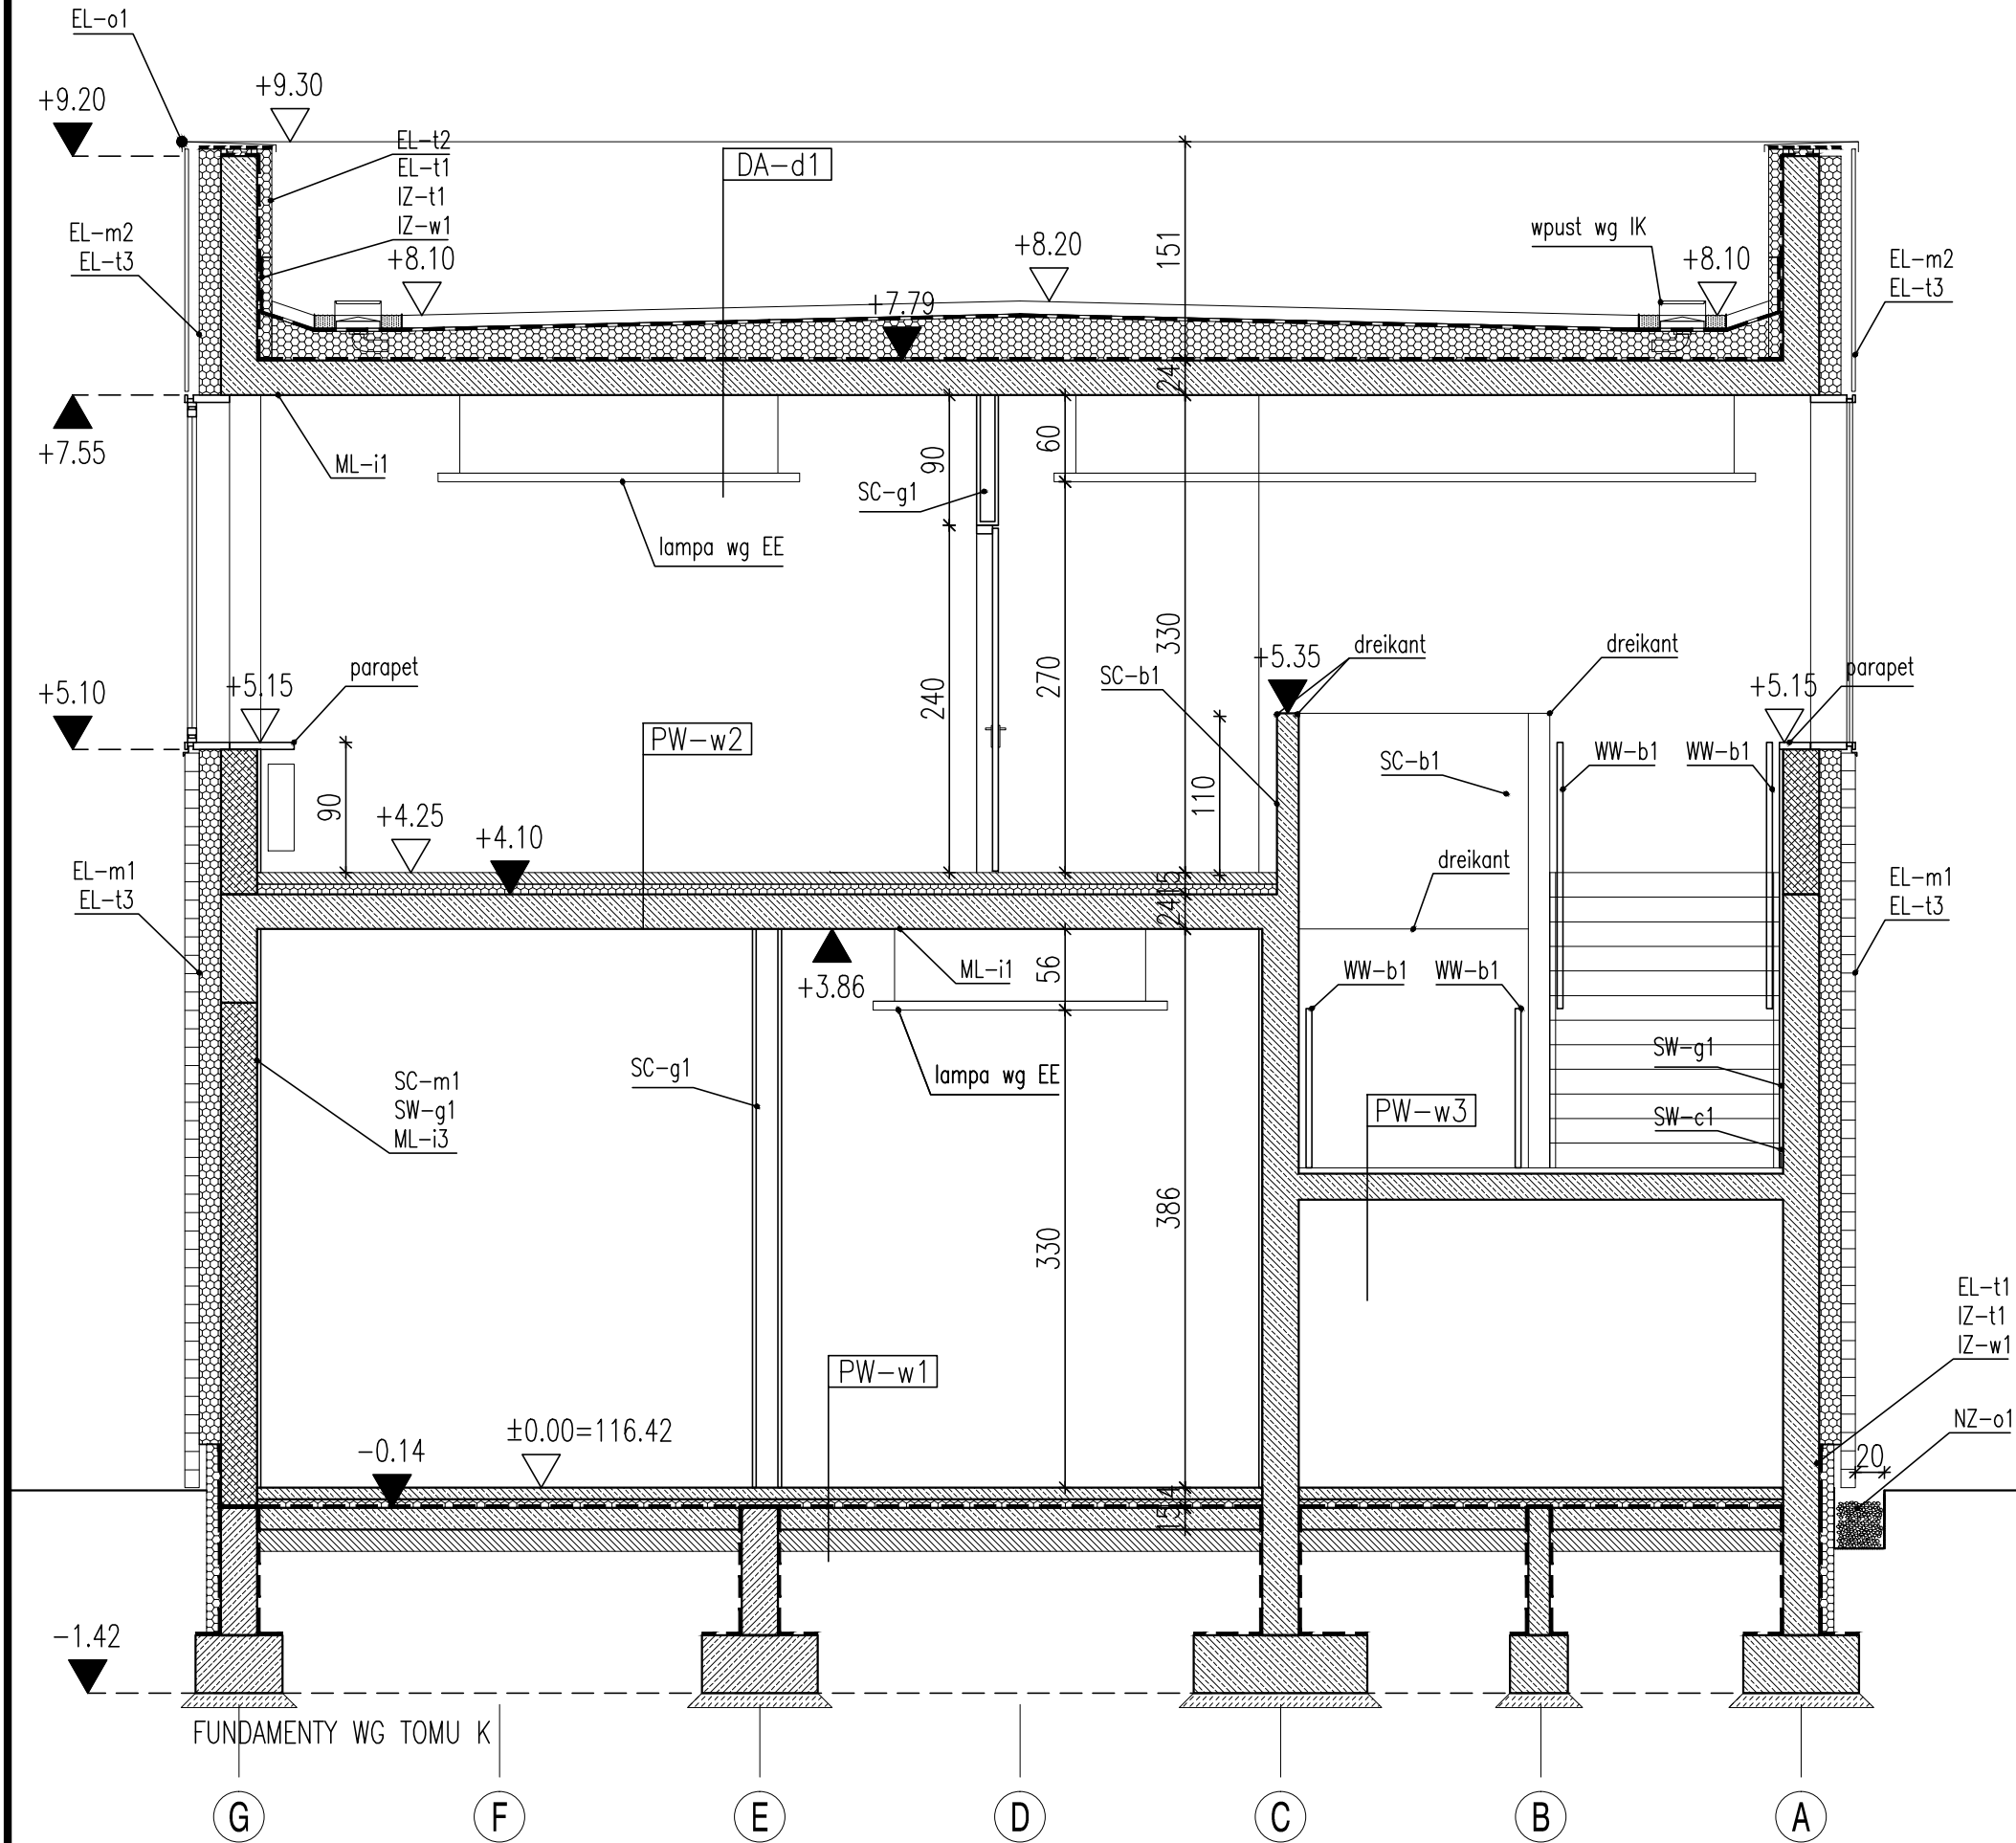 EL-o1
+9.20
+9.30
EL-t2
EL-t1
IZ-t1
IZ-w1
DA-d1
EL-m2
EL-t3
+8.10
+8.20
+7.79
151
wpust wg IK
+8.10
EL-m2
EL-t3
24
+7.55
ML-i1
90
60
SC-g1
lampa wg EE
330
270
240
+5.10
+5.15
parapet
PW-w2
SC-b1
+5.35
dreikant
dreikant
parapet
+5.15
SC-b1
WW-b1
WW-b1
90
+4.25
+4.10
110
dreikant
EL-m1
EL-t3
15
24
EL-m1
EL-t3
+3.86
ML-i1
56
WW-b1
WW-b1
lampa wg EE
SC-g1
SC-m1
SW-g1
ML-i3
SW-g1
PW-w3
SW-c1
386
330
EL-t1
IZ-t1
IZ-w1
PW-w1
NZ-o1
-0.14
±0.00=116.42
20
14
15
-1.42
FUNDAMENTY WG TOMU K
G
F
E
D
C
B
A